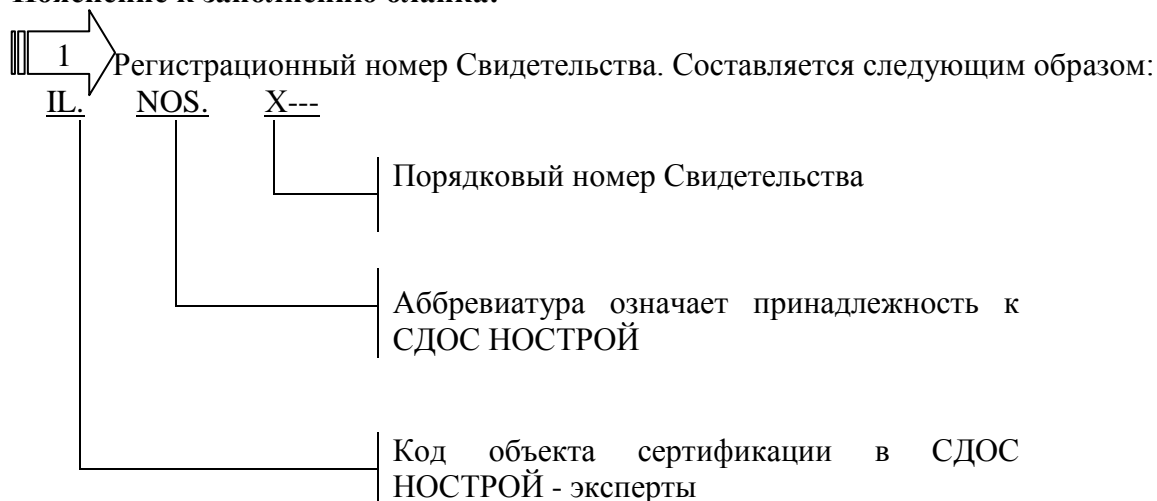 Пояснение к заполнению бланка:
1 Регистрационный номер Свидетельства. Составляется следующим образом:
IL. NOS. X---
Порядковый номер Свидетельства
Аббревиатура означает принадлежность к
СДОС НОСТРОЙ
Код объекта сертификации в СДОС
НОСТРОЙ - эксперты